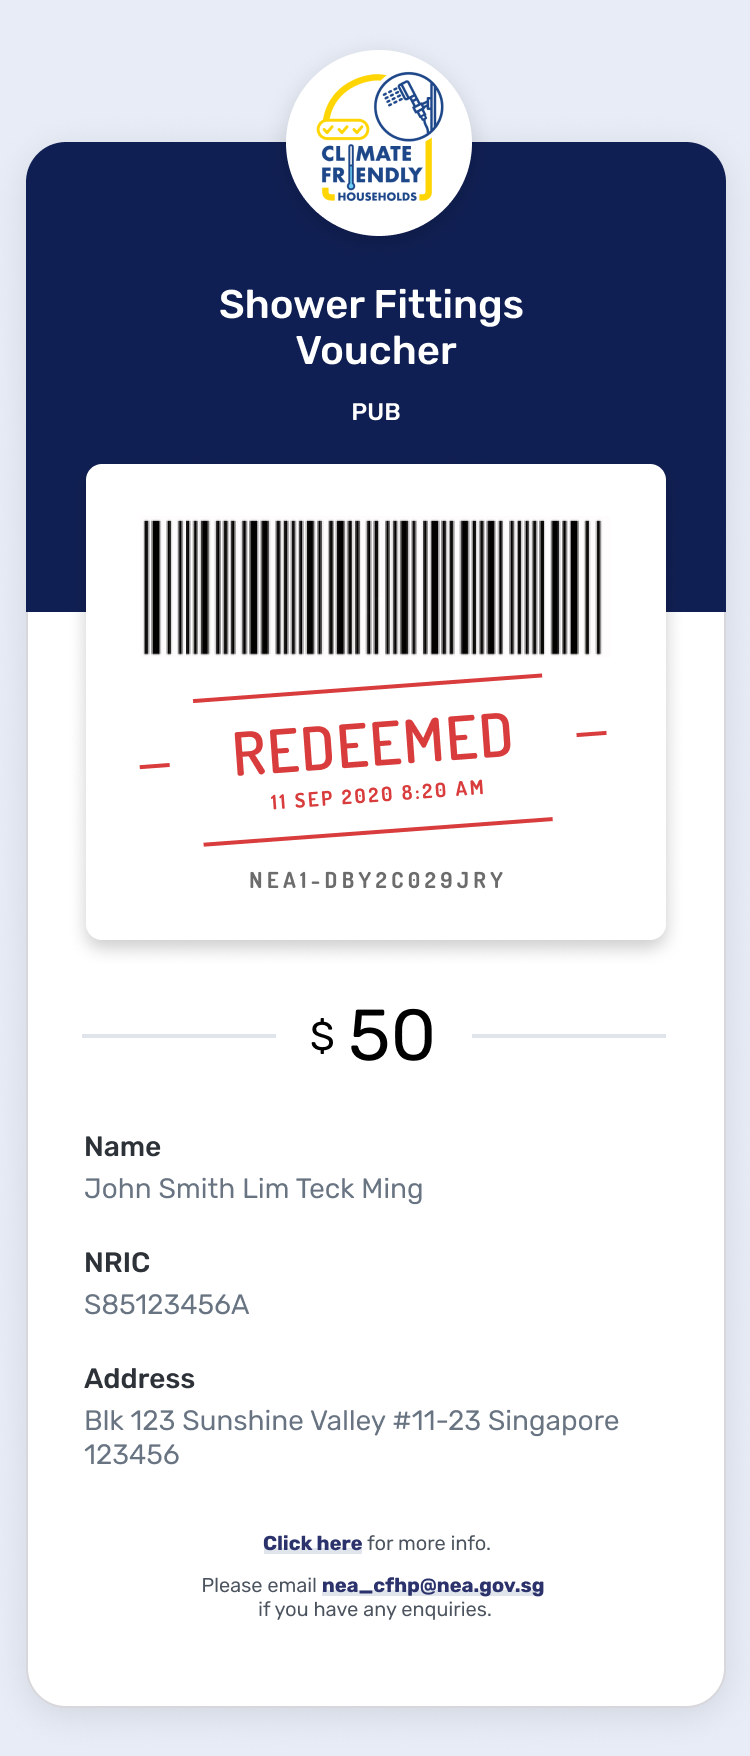 CLIMATE
FRIENDLY
HOUSEHOLDS
Shower Fittings
Voucher
PUB
REDEEMED
11 SEP 2020 8:20 AM
NEA1-DBY2C029JRY
$ 50
Name
John Smith Lim Teck Ming
NRIC
S85123456A
Address
Blk 123 Sunshine Valley #11-23 Singapore
123456
Click here for more info.
Please email nea_cfhp@nea.gov.sg
if you have any enquiries.